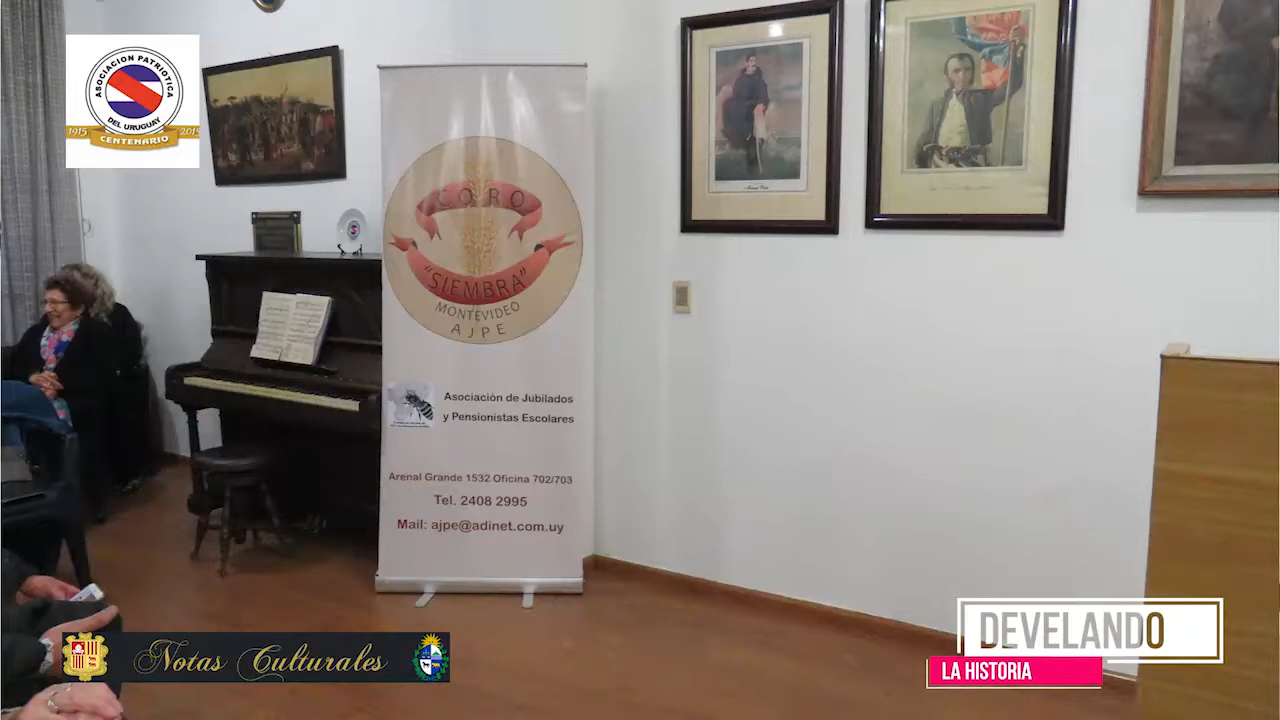 ASOCIACION PATRIOTICA
DEL URUGUAY
1915
2015
CENTENARIO
CORO
"SIEMBRA"
MONTEVIDEO
AJPE
Asociación de Jubilados
y Pensionistas Escolares
Arenal Grande 1532 Oficina 702/703
Tel. 2408 2995
Mail: ajpe@adinet.com.uy
Notas Culturales
DEVELANDO
LA HISTORIA